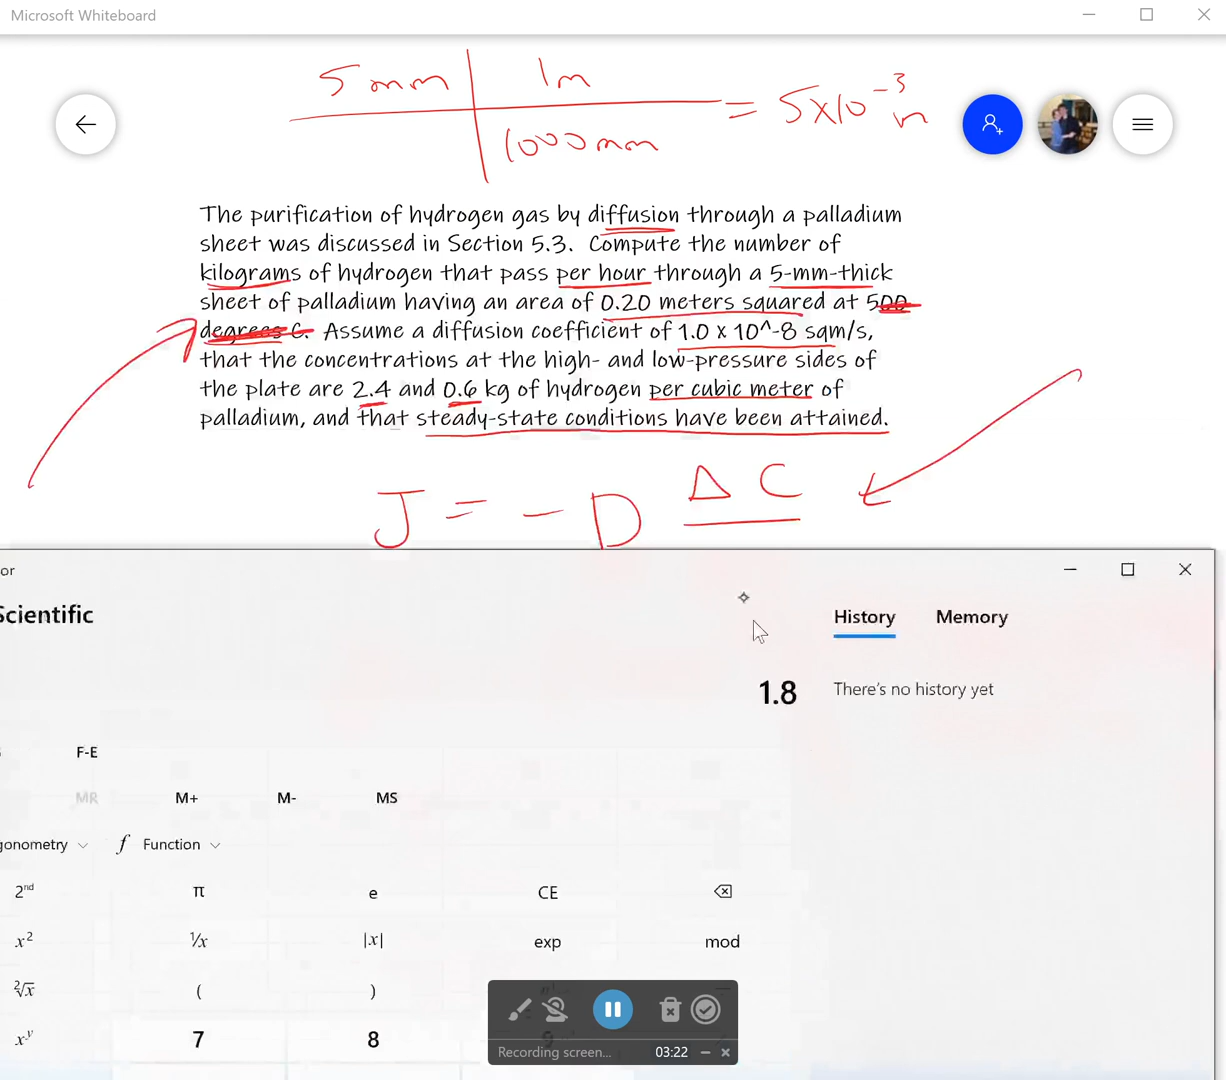 Microsoft Whiteboard
5 mm | 1m
1000 mm
= 5x10^-3 m
The purification of hydrogen gas by diffusion through a palladium
sheet was discussed in Section 5.3. Compute the number of
kilograms of hydrogen that pass per hour through a 5-mm-thick
sheet of palladium having an area of 0.20 meters squared at 500
degrees C. Assume a diffusion coefficient of 1.0 x 10^-8 sqm/s,
that the concentrations at the high- and low-pressure sides of
the plate are 2.4 and 0.6 kg of hydrogen per cubic meter of
palladium, and that steady-state conditions have been attained.
J = - D Δ C
or
Scientific
History Memory
1.8
There's no history yet
F-E
MR M+ M- MS
gonometry f Function
2nd π e CE
x2 1/x |x| exp mod
2√x ( )
xy 7 8
Recording screen... 03:22